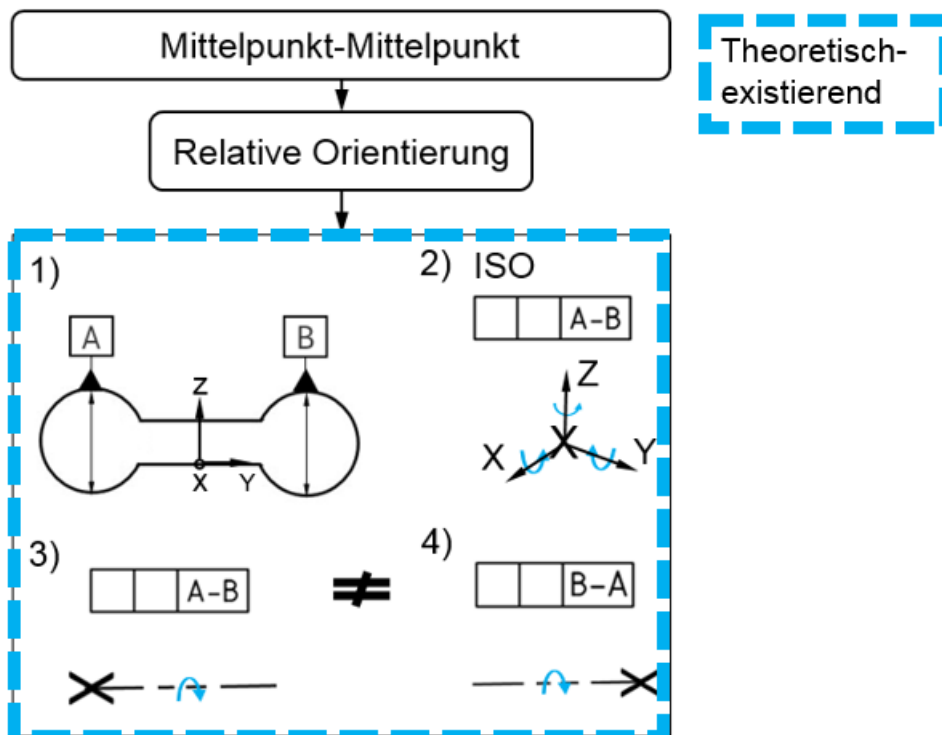 Mittelpunkt-Mittelpunkt
Theoretisch-
existierend
Relative Orientierung
1)
A
B
Z
X
Y
2) ISO
A-B
Z
X
Y
3)
A-B
4)
B-A